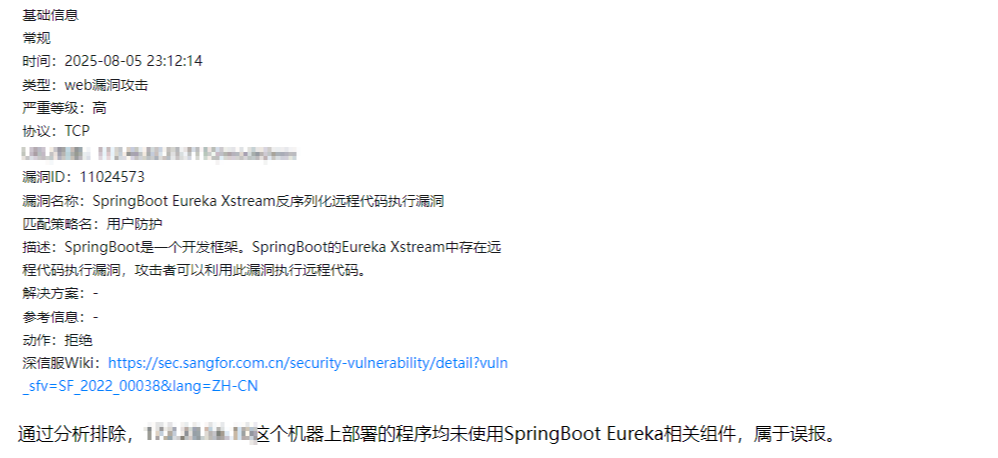 基础信息
常规
时间：2025-08-05 23:12:14
类型：web漏洞攻击
严重等级：高
协议：TCP
漏洞ID：11024573
漏洞名称：SpringBoot Eureka Xstream反序列化远程代码执行漏洞
匹配策略名：用户防护
描述：SpringBoot是一个开发框架。SpringBoot的Eureka Xstream中存在远
程代码执行漏洞，攻击者可以利用此漏洞执行远程代码。
解决方案：-
参考信息：-
动作：拒绝
深信服Wiki：https://sec.sangfor.com.cn/security-vulnerability/detail?vuln
_sfv=SF_2022_00038&lang=ZH-CN
通过分析排除，这个机器上部署的程序均未使用SpringBoot Eureka相关组件，属于误报。